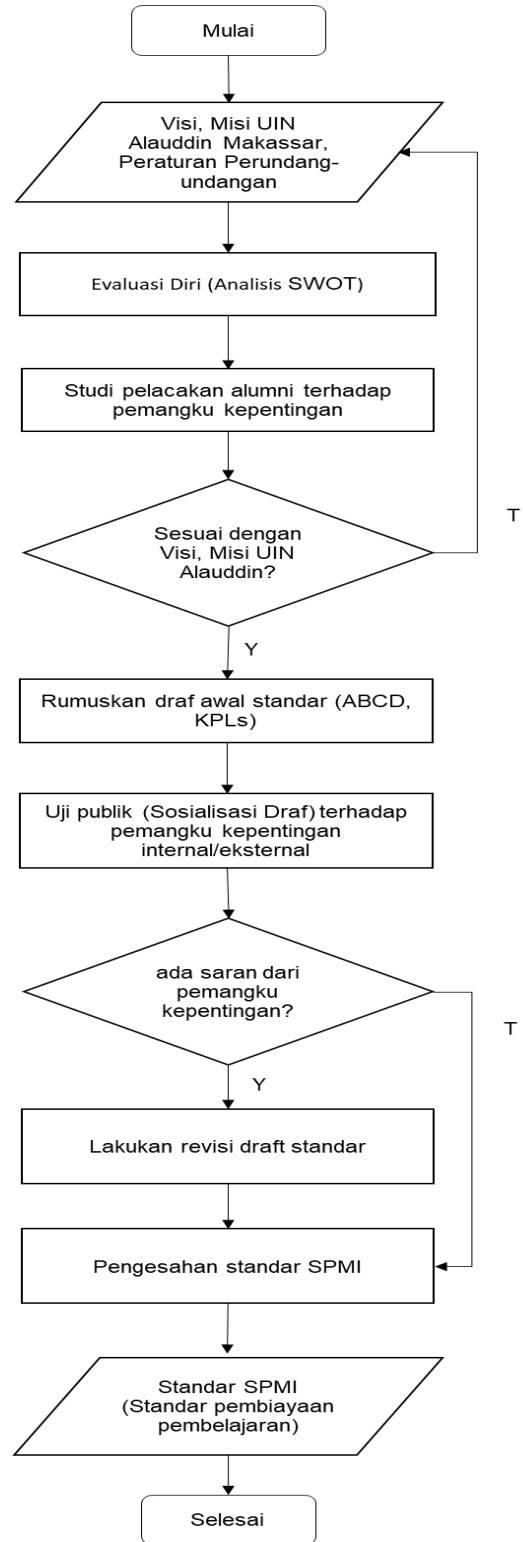 Mulai
Visi, Misi UIN
Alauddin Makassar,
Peraturan Perundang-
undangan
Evaluasi Diri (Analisis SWOT)
Studi pelacakan alumni terhadap
pemangku kepentingan
T
Sesuai dengan
Visi, Misi UIN
Alauddin?
Y
Rumuskan draf awal standar (ABCD,
KPLs)
Uji publik (Sosialisasi Draf) terhadap
pemangku kepentingan
internal/eksternal
ada saran dari
pemangku
kepentingan?
T
Y
Lakukan revisi draft standar
Pengesahan standar SPMI
Standar SPMI
(Standar pembiayaan
pembelajaran)
Selesai